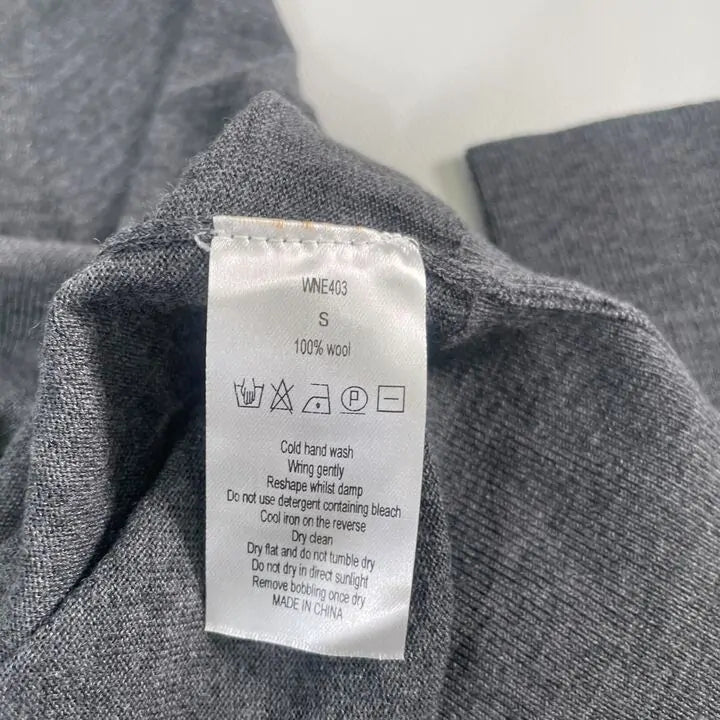 WNE403
S
100% wool
P
Cold hand wash
Wring gently
Reshape whilst damp
Do not use detergent containing bleach
Cool iron on the reverse
Dry clean
Dry flat and do not tumble dry
Do not dry in direct sunlight
Remove bobbling once dry
MADE IN CHINA